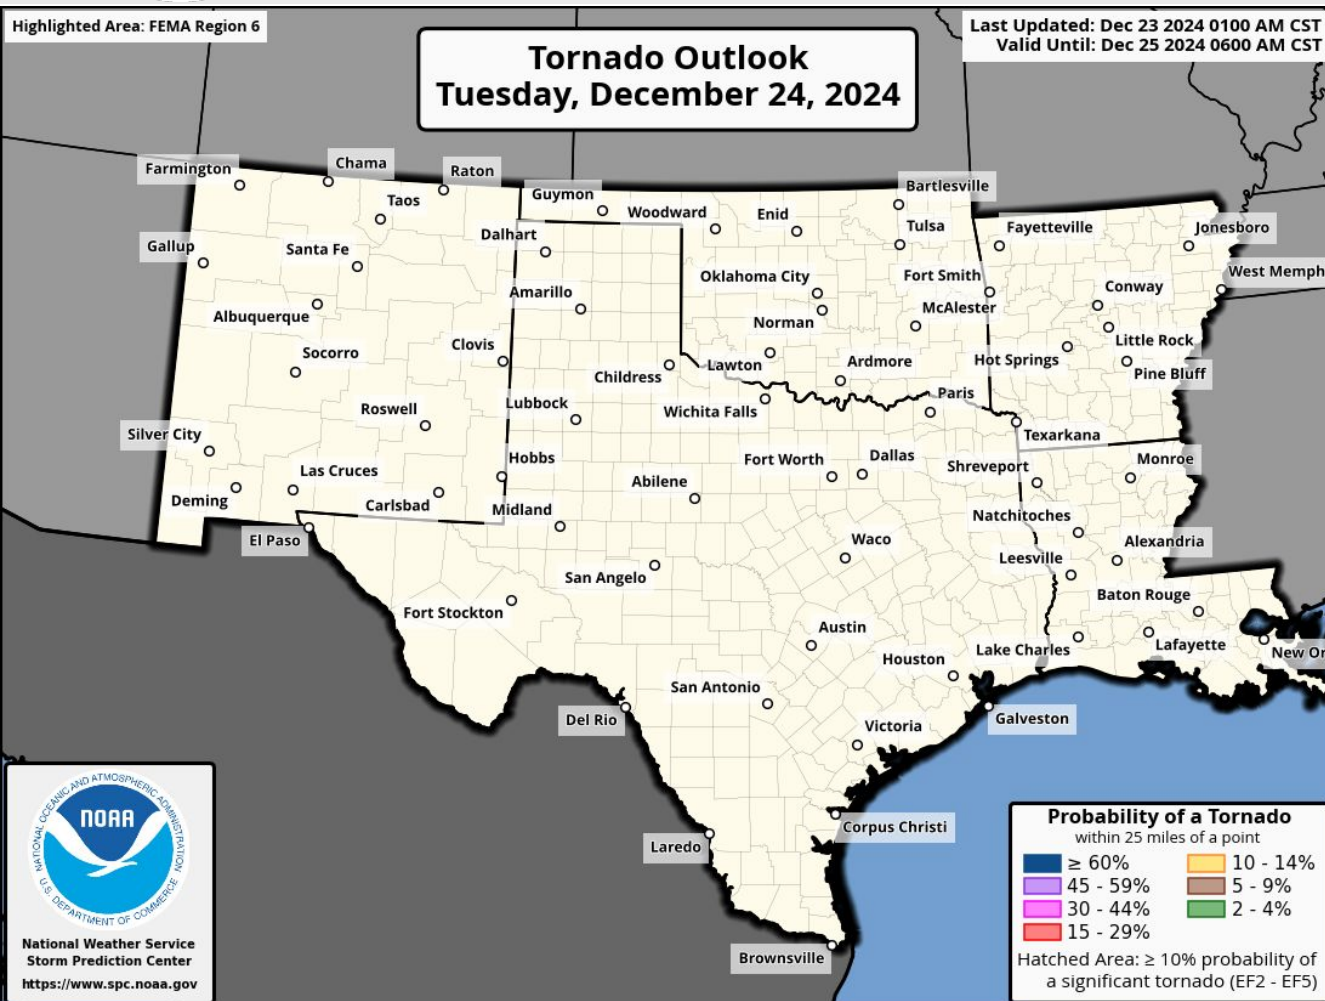 Highlighted Area: FEMA Region 6
Tornado Outlook
Tuesday, December 24, 2024
Last Updated: Dec 23 2024 0100 AM CST
Valid Until: Dec 25 2024 0600 AM CST
Farmington
Chama
Raton
Taos
Guymon
Woodward
Enid
Bartlesville
Tulsa
Fayetteville
Jonesboro
Gallup
Santa Fe
Dalhart
Oklahoma City
Fort Smith
West Memph
Albuquerque
Amarillo
Norman
McAlester
Conway
Little Rock
Socorro
Clovis
Childress
Lawton
Ardmore
Hot Springs
Pine Bluff
Roswell
Lubbock
Wichita Falls
Paris
Texarkana
Silver City
Las Cruces
Hobbs
Abilene
Fort Worth
Dallas
Shreveport
Monroe
Deming
Carlsbad
Midland
Natchitoches
El Paso
San Angelo
Waco
Leesville
Alexandria
Fort Stockton
Austin
Baton Rouge
Houston
Lake Charles
Lafayette
New Or
San Antonio
Del Rio
Victoria
Galveston
Laredo
Corpus Christi
Brownsville
NATIONAL OCEANIC AND ATMOSPHERIC ADMINISTRATION
NOAA
U.S. DEPARTMENT OF COMMERCE
National Weather Service
Storm Prediction Center
https://www.spc.noaa.gov
Probability of a Tornado
within 25 miles of a point
≥ 60%
10 - 14%
45 - 59%
5 - 9%
30 - 44%
2 - 4%
15 - 29%
Hatched Area: ≥ 10% probability of
a significant tornado (EF2 - EF5)